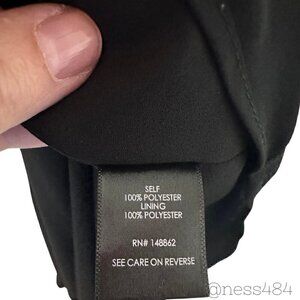 SELF
100% POLYESTER
LINING
100% POLYESTER
RN# 148862
SEE CARE ON REVERSE
@ness484